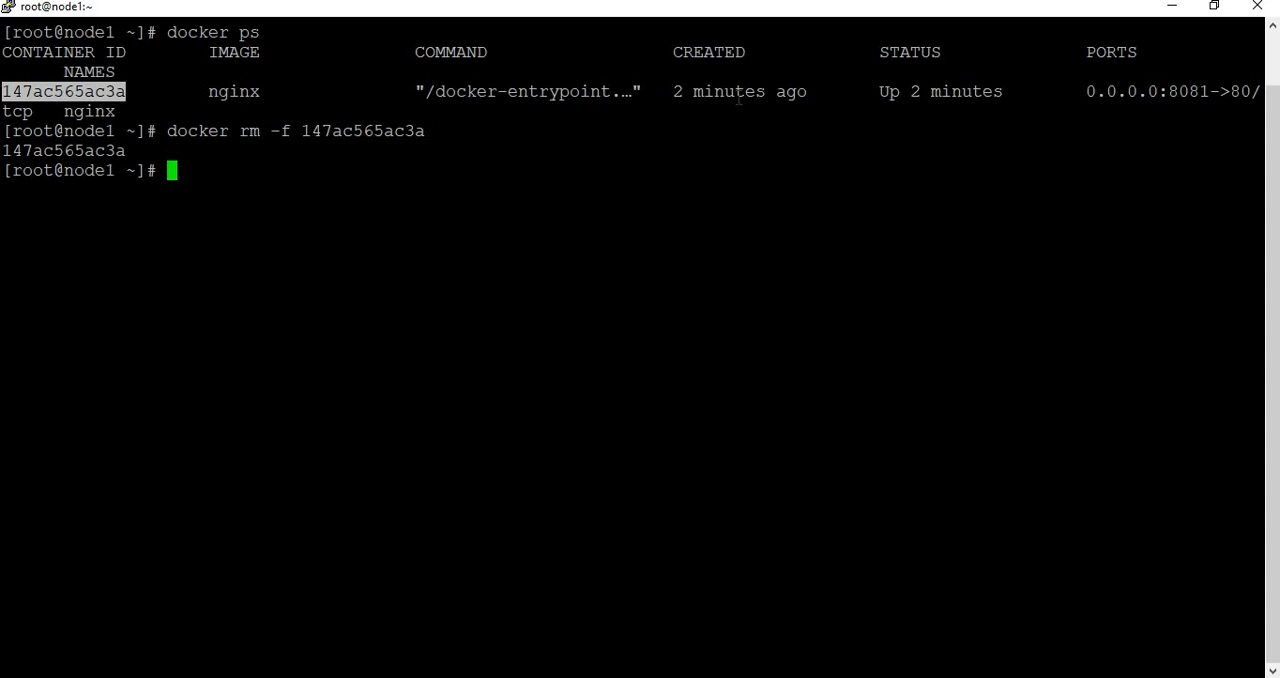 root@node1:~
[root@node1 ~]# docker ps
CONTAINER ID        IMAGE               COMMAND                  CREATED             STATUS              PORTS
      NAMES
147ac565ac3a        nginx               "/docker-entrypoint.…"   2 minutes ago       Up 2 minutes        0.0.0.0:8081->80/
tcp   nginx
[root@node1 ~]# docker rm -f 147ac565ac3a
147ac565ac3a
[root@node1 ~]#